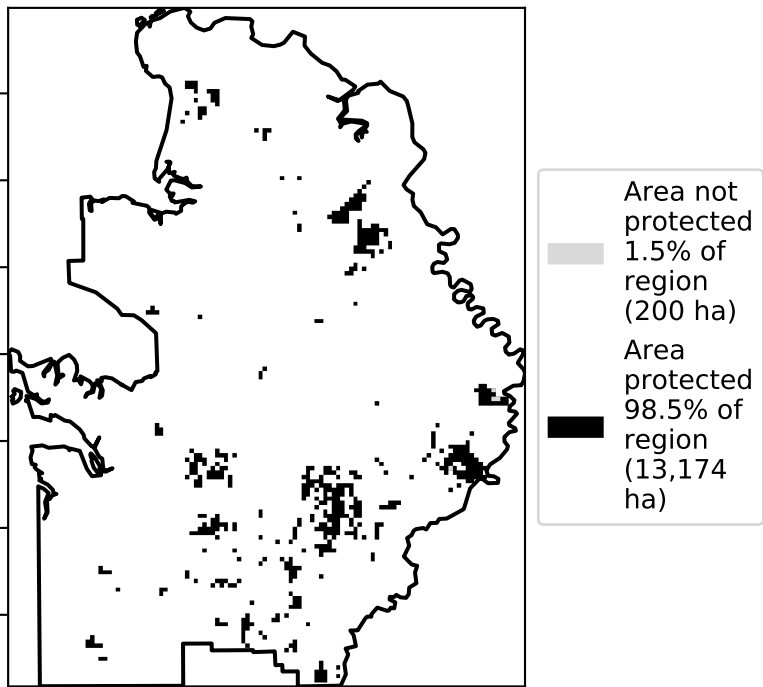 Area not
protected
1.5% of
region
(200 ha)
Area
protected
98.5% of
region
(13,174
ha)